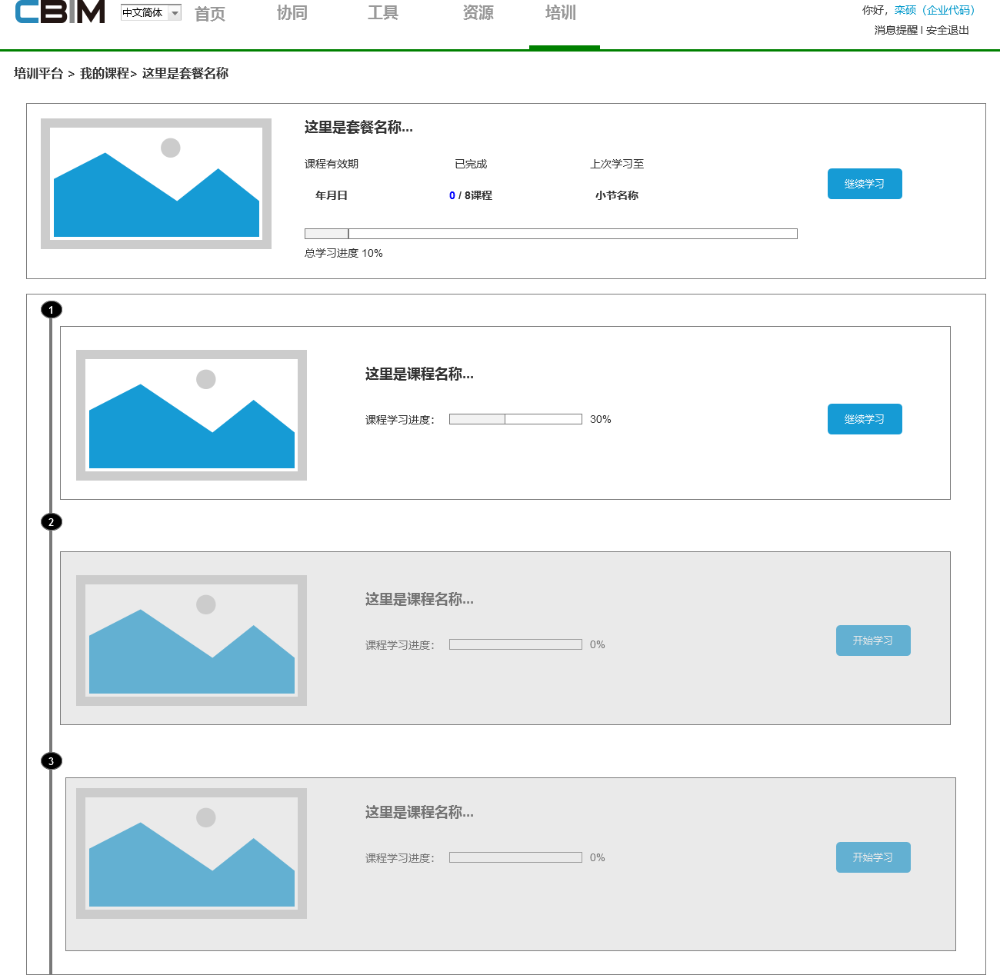 CBIM 中文简体 首页 协同 工具 资源 培训 你好，栾硕（企业代码）
消息提醒 I 安全退出
培训平台 > 我的课程> 这里是套餐名称
这里是套餐名称...
课程有效期 已完成 上次学习至
年月日 0 / 8课程 小节名称
继续学习
总学习进度 10%
1
这里是课程名称...
课程学习进度： 30%
继续学习
2
这里是课程名称...
课程学习进度： 0%
开始学习
3
这里是课程名称...
课程学习进度： 0%
开始学习